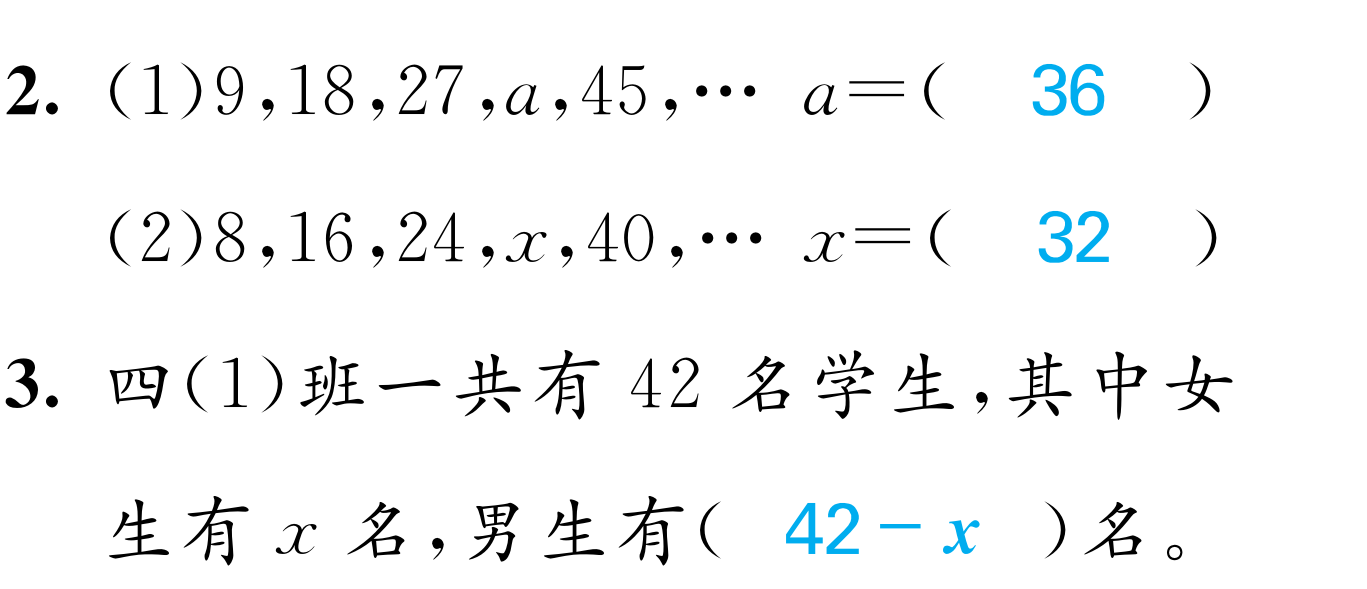 2. (1)9,18,27,a,45,… a=( 36 )
(2)8,16,24,x,40,… x=( 32 )
3. 四(1)班一共有 42 名学生,其中女
生有 x 名,男生有( 42-x )名。